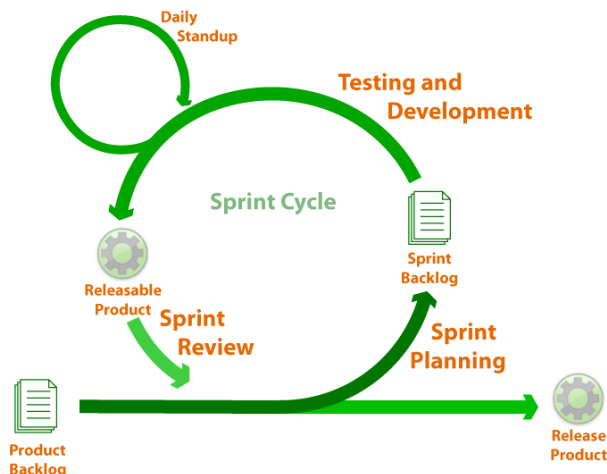 Daily
Standup
Testing and
Development
Sprint Cycle
Sprint
Backlog
Releasable
Product
Sprint
Review
Sprint
Planning
Product
Backlog
Release
Product